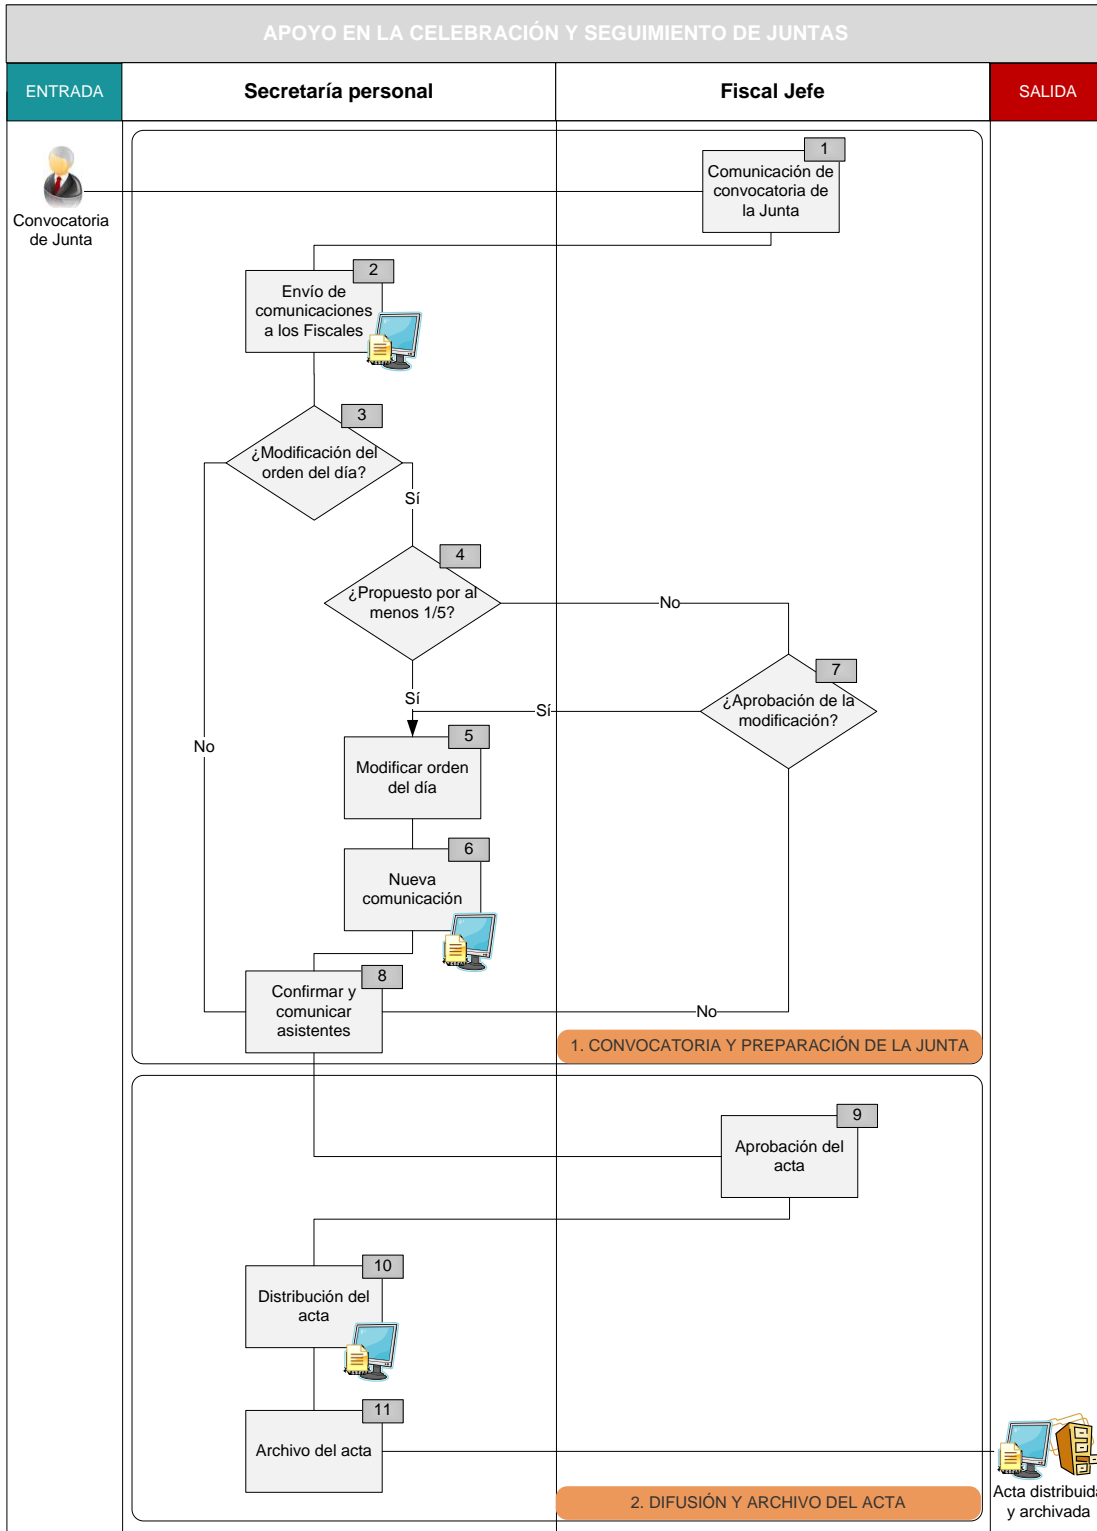 APOYO EN LA CELEBRACIÓN Y SEGUIMIENTO DE JUNTAS
ENTRADA
Secretaría personal
Fiscal Jefe
SALIDA
Convocatoria
de Junta
1
Comunicación de
convocatoria de
la Junta
2
Envío de
comunicaciones
a los Fiscales
3
¿Modificación del
orden del día?
Sí
4
¿Propuesto por al
menos 1/5?
No
7
¿Aprobación de la
modificación?
Sí
Sí
No
5
Modificar orden
del día
6
Nueva
comunicación
8
Confirmar y
comunicar
asistentes
No
1. CONVOCATORIA Y PREPARACIÓN DE LA JUNTA
9
Aprobación del
acta
10
Distribución del
acta
11
Archivo del acta
Acta distribuida
y archivada
2. DIFUSIÓN Y ARCHIVO DEL ACTA